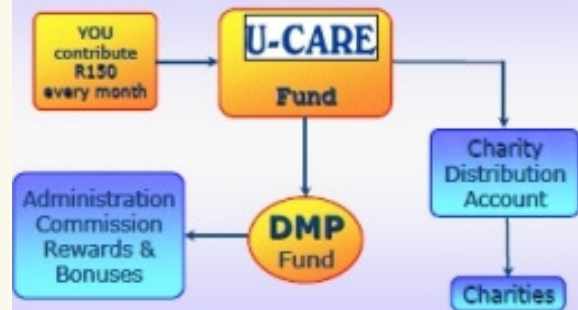 YOU
contribute
R150
every month
U-CARE
Fund
Charity
Distribution
Account
Administration
Commission
Rewards &
Bonuses
DMP
Fund
Charities